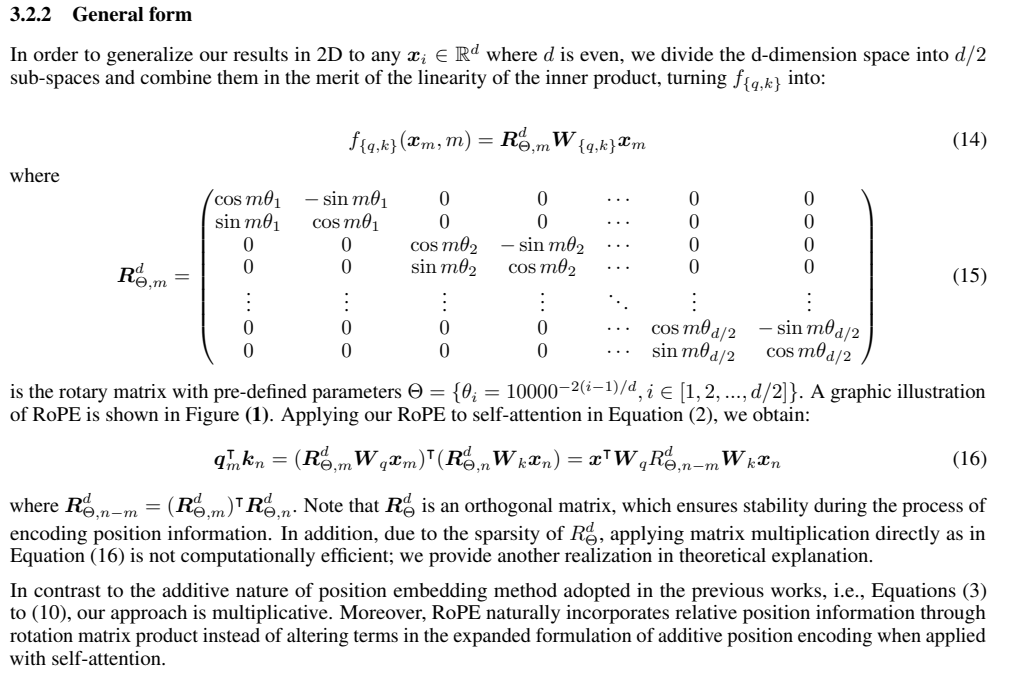 3.2.2 General form
In order to generalize our results in 2D to any $\boldsymbol{x}_i \in \mathbb{R}^d$ where $d$ is even, we divide the d-dimension space into $d/2$
sub-spaces and combine them in the merit of the linearity of the inner product, turning $f_{\{q,k\}}$ into:
$$f_{\{q,k\}}(\boldsymbol{x}_m, m) = \boldsymbol{R}^d_{\Theta,m} \boldsymbol{W}_{\{q,k\}} \boldsymbol{x}_m \quad (14)$$
where
$$\boldsymbol{R}^d_{\Theta,m} = \begin{pmatrix} \cos m\theta_1 & -\sin m\theta_1 & 0 & 0 & \cdots & 0 & 0 \\ \sin m\theta_1 & \cos m\theta_1 & 0 & 0 & \cdots & 0 & 0 \\ 0 & 0 & \cos m\theta_2 & -\sin m\theta_2 & \cdots & 0 & 0 \\ 0 & 0 & \sin m\theta_2 & \cos m\theta_2 & \cdots & 0 & 0 \\ \vdots & \vdots & \vdots & \vdots & \ddots & \vdots & \vdots \\ 0 & 0 & 0 & 0 & \cdots & \cos m\theta_{d/2} & -\sin m\theta_{d/2} \\ 0 & 0 & 0 & 0 & \cdots & \sin m\theta_{d/2} & \cos m\theta_{d/2} \end{pmatrix} \quad (15)$$
is the rotary matrix with pre-defined parameters $\Theta = \{\theta_i = 10000^{-2(i-1)/d}, i \in [1, 2, ..., d/2]\}$. A graphic illustration
of RoPE is shown in Figure (1). Applying our RoPE to self-attention in Equation (2), we obtain:
$$\boldsymbol{q}_m^\intercal \boldsymbol{k}_n = (\boldsymbol{R}^d_{\Theta,m} \boldsymbol{W}_q \boldsymbol{x}_m)^\intercal (\boldsymbol{R}^d_{\Theta,n} \boldsymbol{W}_k \boldsymbol{x}_n) = \boldsymbol{x}^\intercal \boldsymbol{W}_q R^d_{\Theta,n-m} \boldsymbol{W}_k \boldsymbol{x}_n \quad (16)$$
where $\boldsymbol{R}^d_{\Theta,n-m} = (\boldsymbol{R}^d_{\Theta,m})^\intercal \boldsymbol{R}^d_{\Theta,n}$. Note that $\boldsymbol{R}^d_\Theta$ is an orthogonal matrix, which ensures stability during the process of
encoding position information. In addition, due to the sparsity of $R^d_\Theta$, applying matrix multiplication directly as in
Equation (16) is not computationally efficient; we provide another realization in theoretical explanation.
In contrast to the additive nature of position embedding method adopted in the previous works, i.e., Equations (3)
to (10), our approach is multiplicative. Moreover, RoPE naturally incorporates relative position information through
rotation matrix product instead of altering terms in the expanded formulation of additive position encoding when applied
with self-attention.